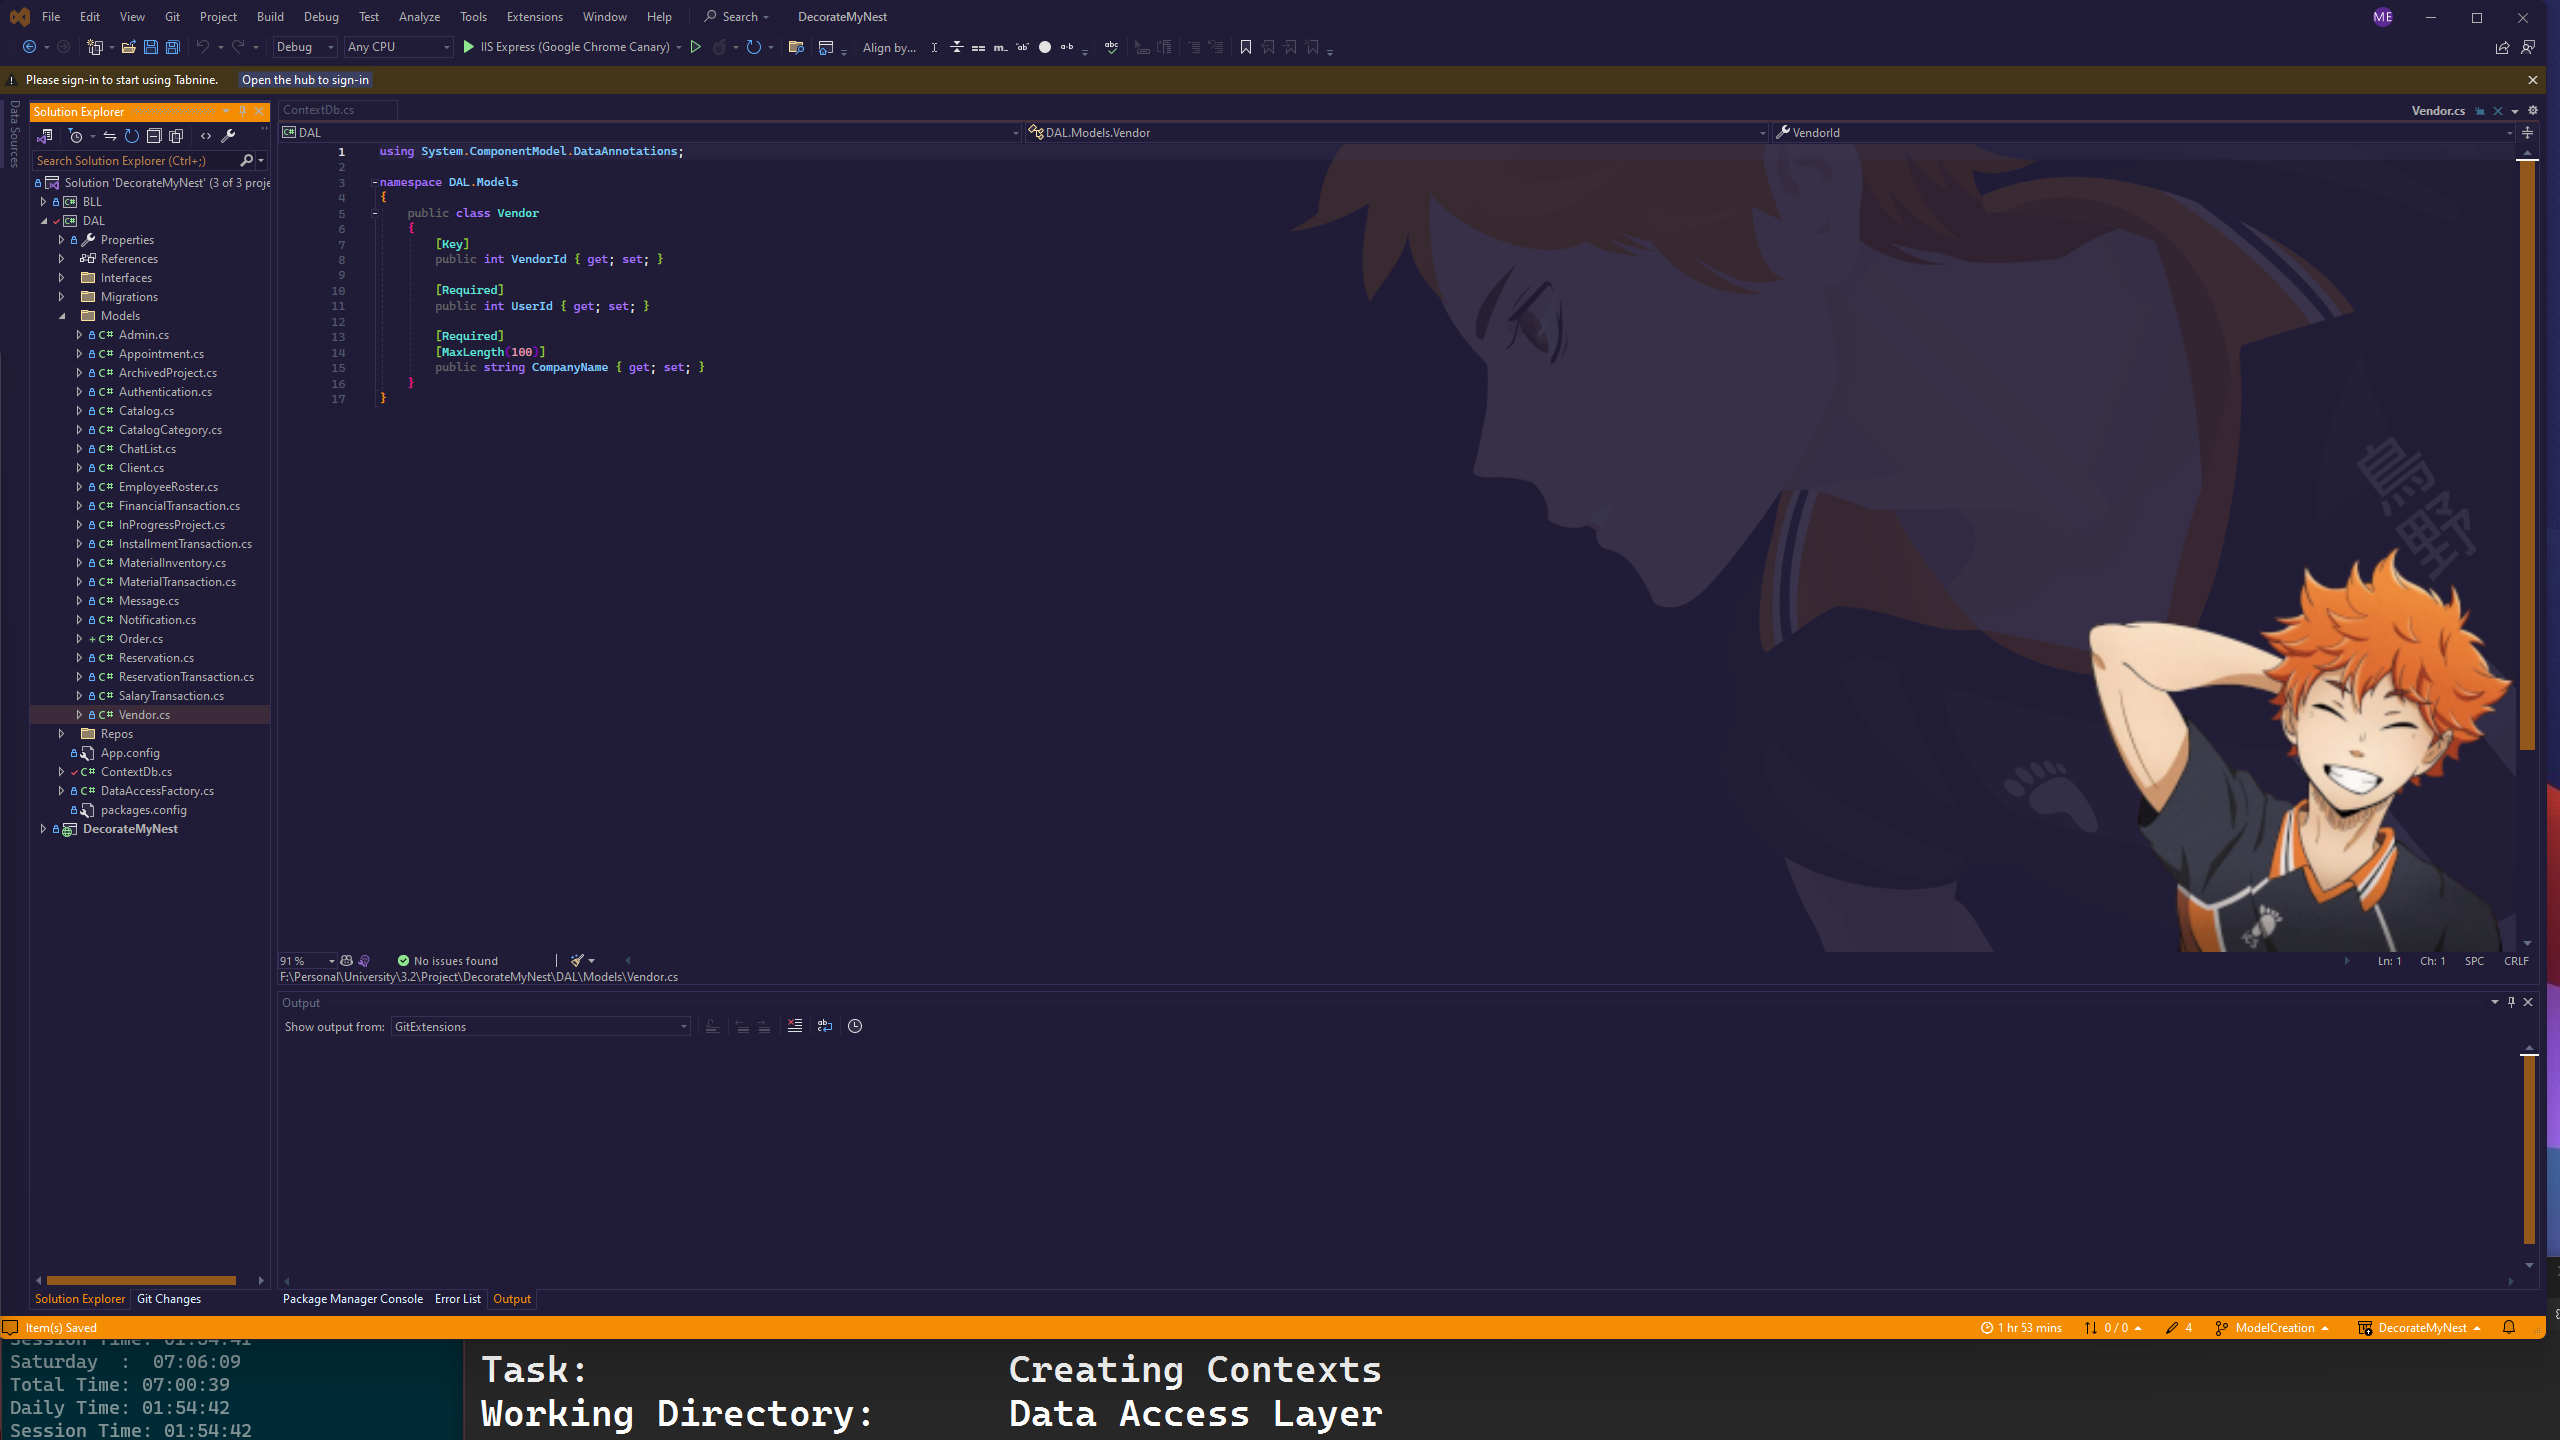 File Edit View Git Project Build Debug Test Analyze Tools Extensions Window Help Search DecorateMyNest ME
Debug Any CPU IIS Express (Google Chrome Canary) Align by...
Please sign-in to start using Tabnine. Open the hub to sign-in
Data Sources
Solution Explorer
Search Solution Explorer (Ctrl+;)
Solution 'DecorateMyNest' (3 of 3 proje
BLL
DAL
Properties
References
Interfaces
Migrations
Models
Admin.cs
Appointment.cs
ArchivedProject.cs
Authentication.cs
Catalog.cs
CatalogCategory.cs
ChatList.cs
Client.cs
EmployeeRoster.cs
FinancialTransaction.cs
InProgressProject.cs
InstallmentTransaction.cs
MaterialInventory.cs
MaterialTransaction.cs
Message.cs
Notification.cs
Order.cs
Reservation.cs
ReservationTransaction.cs
SalaryTransaction.cs
Vendor.cs
Repos
App.config
ContextDb.cs
DataAccessFactory.cs
packages.config
DecorateMyNest
Solution Explorer Git Changes
ContextDb.cs Vendor.cs
DAL DAL.Models.Vendor VendorId
1 using System.ComponentModel.DataAnnotations;
2
3 namespace DAL.Models
4 {
5 public class Vendor
6 {
7 [Key]
8 public int VendorId { get; set; }
9
10 [Required]
11 public int UserId { get; set; }
12
13 [Required]
14 [MaxLength(100)]
15 public string CompanyName { get; set; }
16 }
17 }
烏野
91 % No issues found Ln: 1 Ch: 1 SPC CRLF
F:\Personal\University\3.2\Project\DecorateMyNest\DAL\Models\Vendor.cs
Output
Show output from: GitExtensions
Package Manager Console Error List Output
Item(s) Saved 1 hr 53 mins 0 / 0 4 ModelCreation DecorateMyNest
Session Time: 01:54:41
Saturday : 07:06:09
Total Time: 07:00:39
Daily Time: 01:54:42
Session Time: 01:54:42
Task: Creating Contexts
Working Directory: Data Access Layer